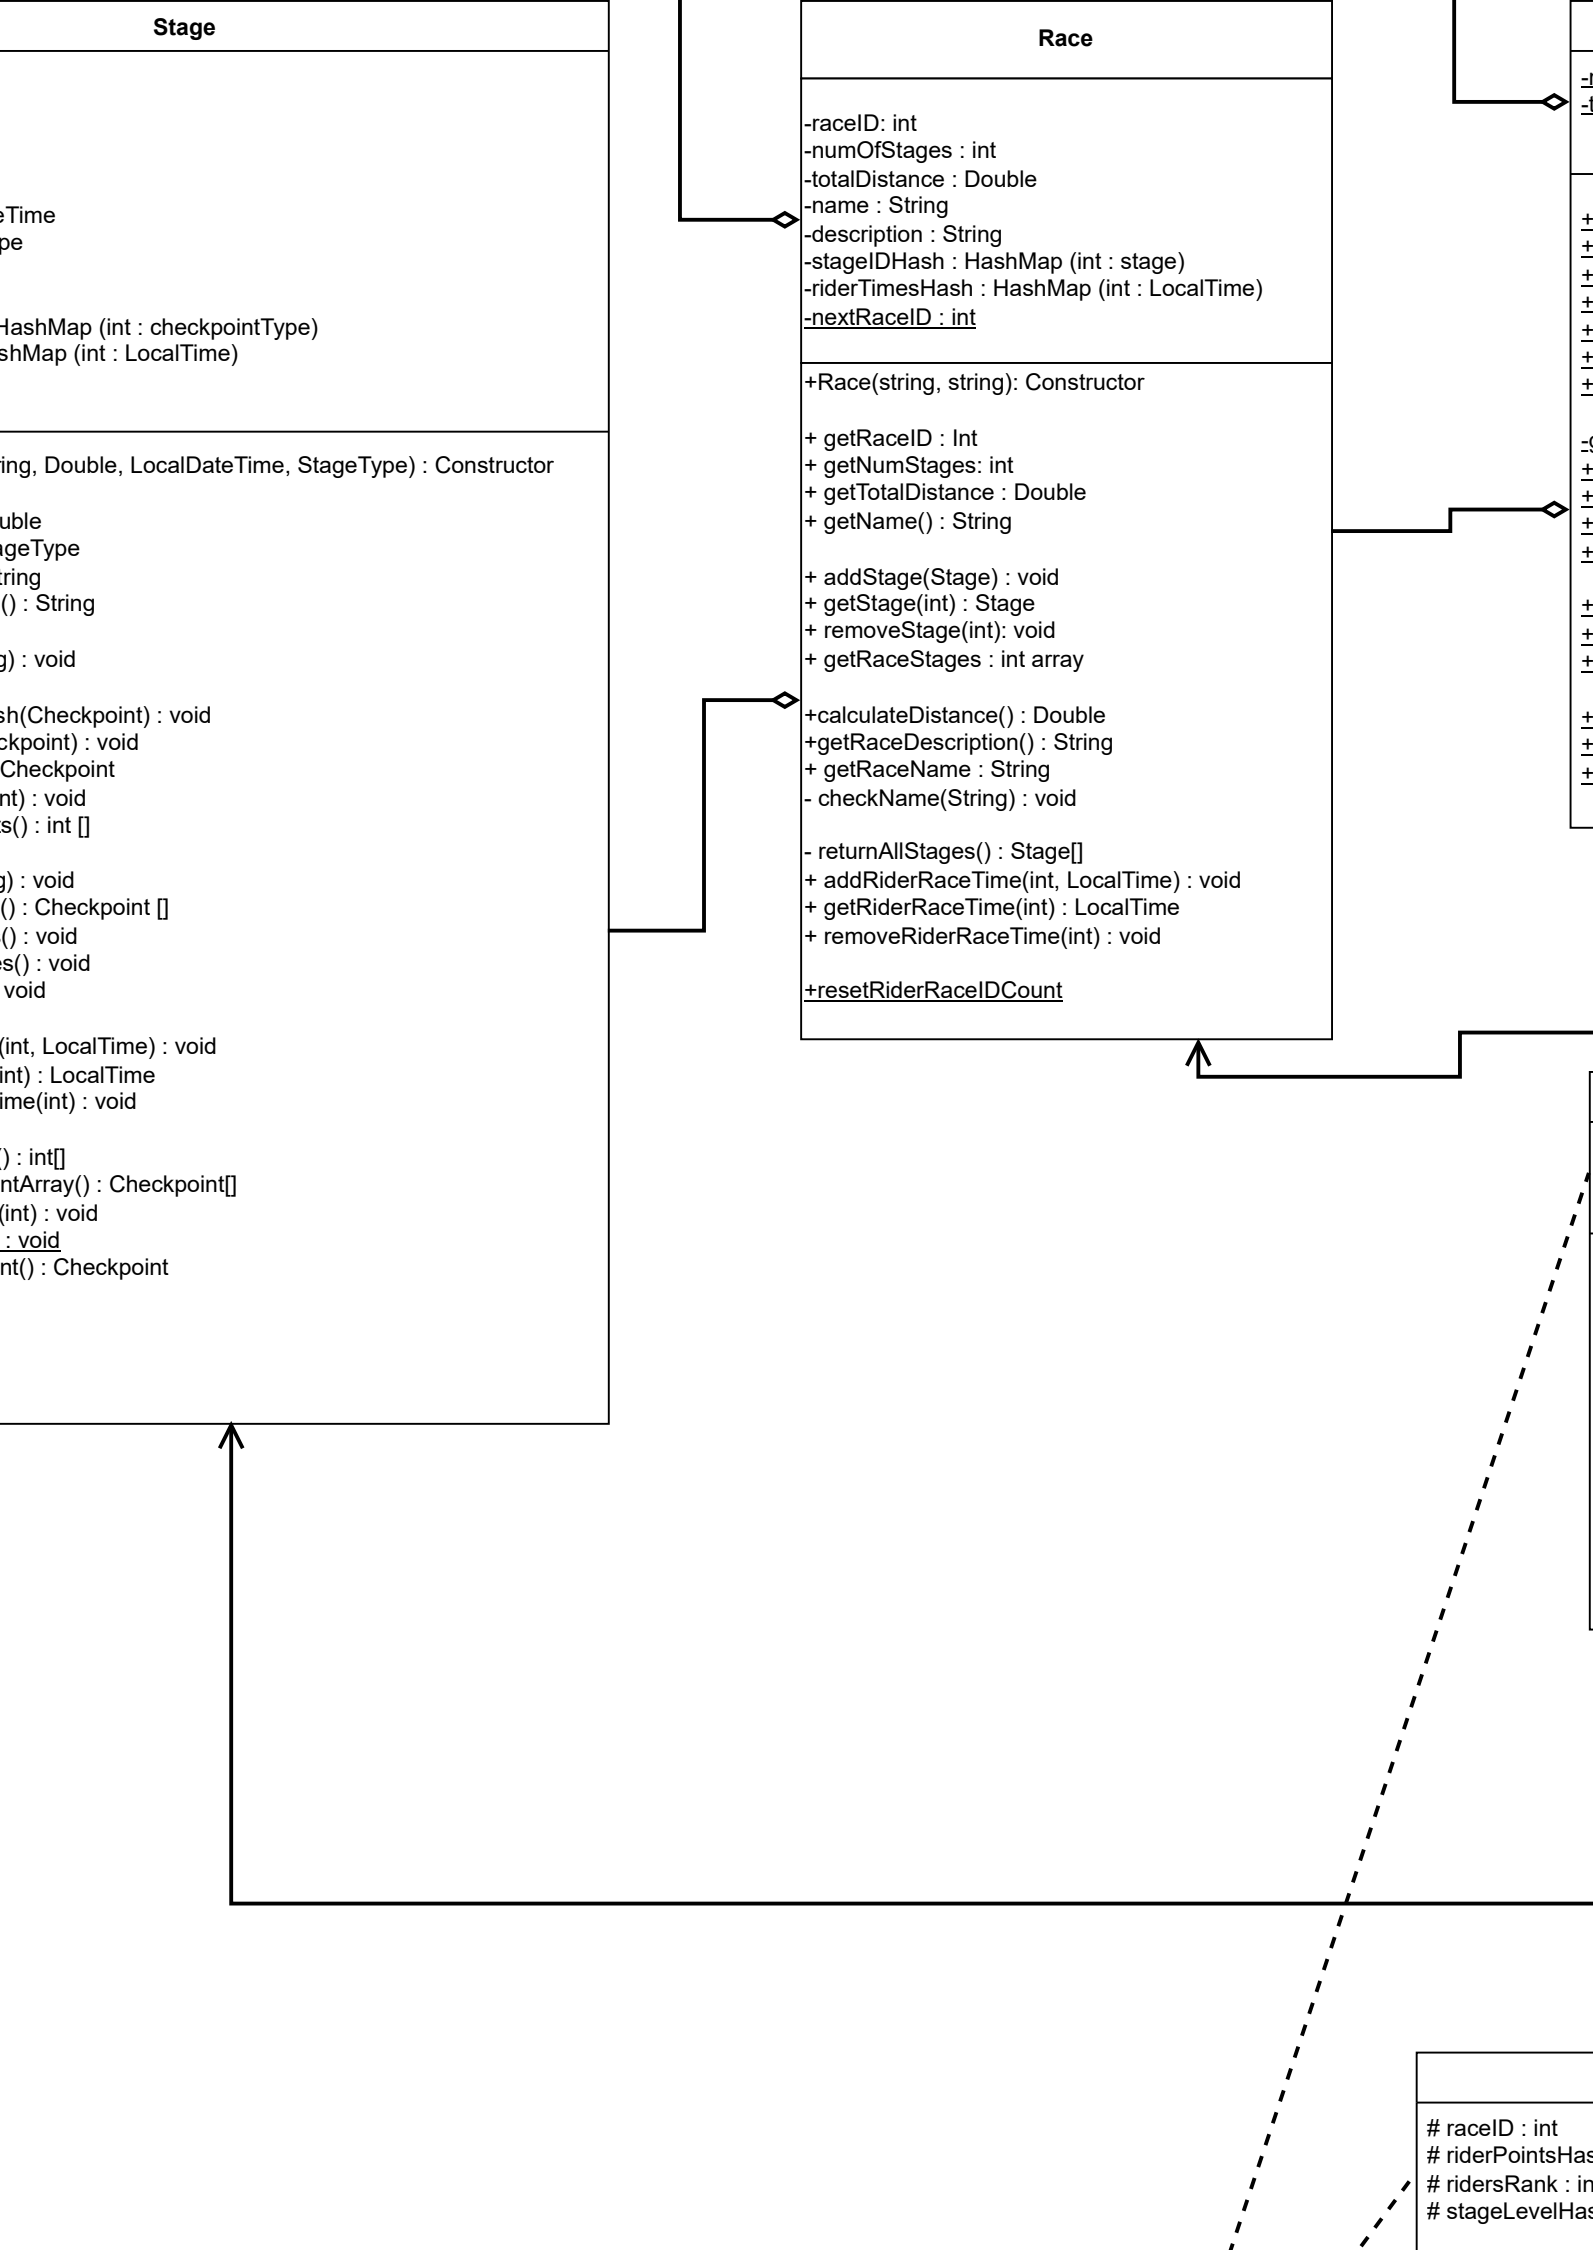 Stage
eTime
pe
HashMap (int : checkpointType)
shMap (int : LocalTime)
ring, Double, LocalDateTime, StageType) : Constructor
uble
ageType
tring
() : String
g) : void
sh(Checkpoint) : void
ckpoint) : void
Checkpoint
nt) : void
ts() : int []
g) : void
() : Checkpoint []
s() : void
es() : void
void
(int, LocalTime) : void
int) : LocalTime
ime(int) : void
() : int[]
ntArray() : Checkpoint[]
(int) : void
: void
nt() : Checkpoint
Race
-raceID: int
-numOfStages : int
-totalDistance : Double
-name : String
-description : String
-stageIDHash : HashMap (int : stage)
-riderTimesHash : HashMap (int : LocalTime)
-nextRaceID : int
+Race(string, string): Constructor
+ getRaceID : Int
+ getNumStages: int
+ getTotalDistance : Double
+ getName() : String
+ addStage(Stage) : void
+ getStage(int) : Stage
+ removeStage(int): void
+ getRaceStages : int array
+calculateDistance() : Double
+getRaceDescription() : String
+ getRaceName : String
- checkName(String) : void
- returnAllStages() : Stage[]
+ addRiderRaceTime(int, LocalTime) : void
+ getRiderRaceTime(int) : LocalTime
+ removeRiderRaceTime(int) : void
+resetRiderRaceIDCount
# raceID : int
# riderPointsHas
# ridersRank : in
# stageLevelHas